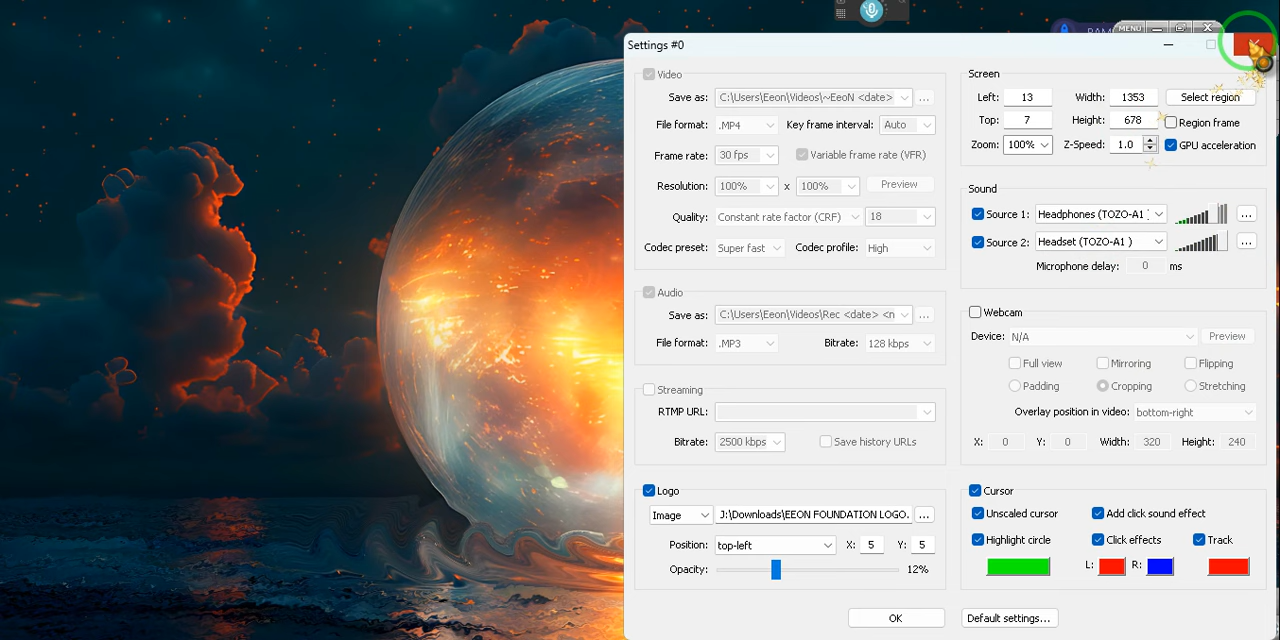 RAM
MENU
Settings #0
Video
Save as: C:\Users\Eeon\Videos\~EeoN <date> ...
File format: .MP4 Key frame interval: Auto
Frame rate: 30 fps Variable frame rate (VFR)
Resolution: 100% x 100% Preview
Quality: Constant rate factor (CRF) 18
Codec preset: Super fast Codec profile: High
Audio
Save as: C:\Users\Eeon\Videos\Rec <date> <n ...
File format: .MP3 Bitrate: 128 kbps
Streaming
RTMP URL:
Bitrate: 2500 kbps Save history URLs
Logo
Image J:\Downloads\EEON FOUNDATION LOGO. ...
Position: top-left X: 5 Y: 5
Opacity: 12%
Screen
Left: 13 Width: 1353 Select region
Top: 7 Height: 678 Region frame
Zoom: 100% Z-Speed: 1.0 GPU acceleration
Sound
Source 1: Headphones (TOZO-A1 ) ...
Source 2: Headset (TOZO-A1 ) ...
Microphone delay: 0 ms
Webcam
Device: N/A Preview
Full view Mirroring Flipping
Padding Cropping Stretching
Overlay position in video: bottom-right
X: 0 Y: 0 Width: 320 Height: 240
Cursor
Unscaled cursor Add click sound effect
Highlight circle Click effects Track
L: R:
OK Default settings...